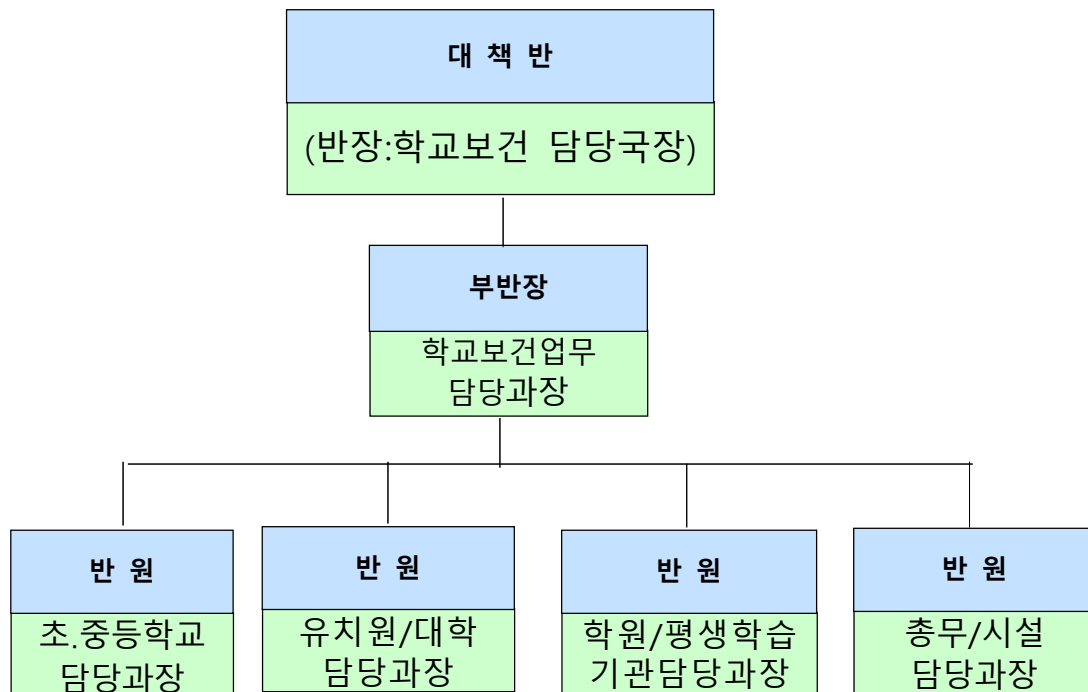 대 책 반
(반장:학교보건 담당국장)
부반장
학교보건업무
담당과장
반 원
초.중등학교
담당과장
반 원
유치원/대학
담당과장
반 원
학원/평생학습
기관담당과장
반 원
총무/시설
담당과장